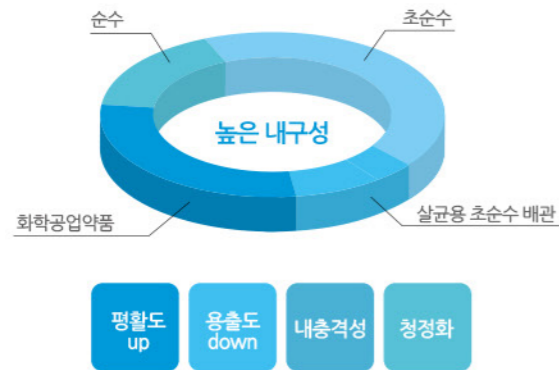 순수
초순수
높은 내구성
화학공업약품
살균용 초순수 배관
평활도
up
용출도
down
내충격성
청정화